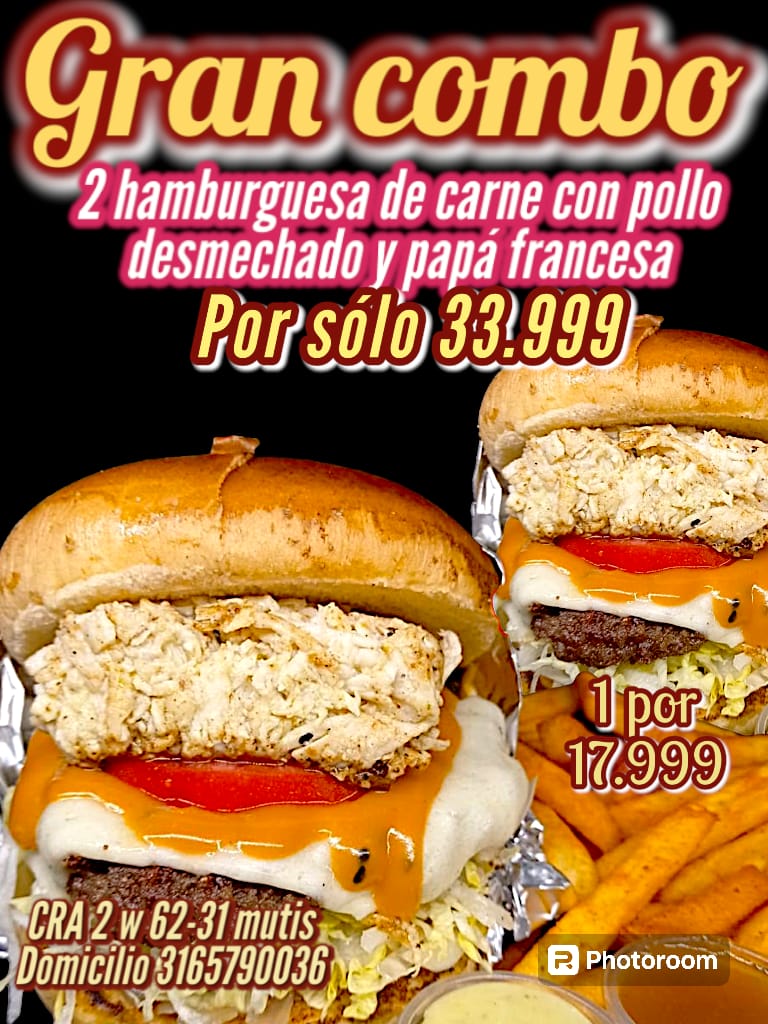 Gran combo
2 hamburguesa de carne con pollo
desmechado y papá francesa
Por sólo 33.999
1 por
17.999
CRA 2 w 62-31 mutis
Domicilio 3165790036
Photoroom